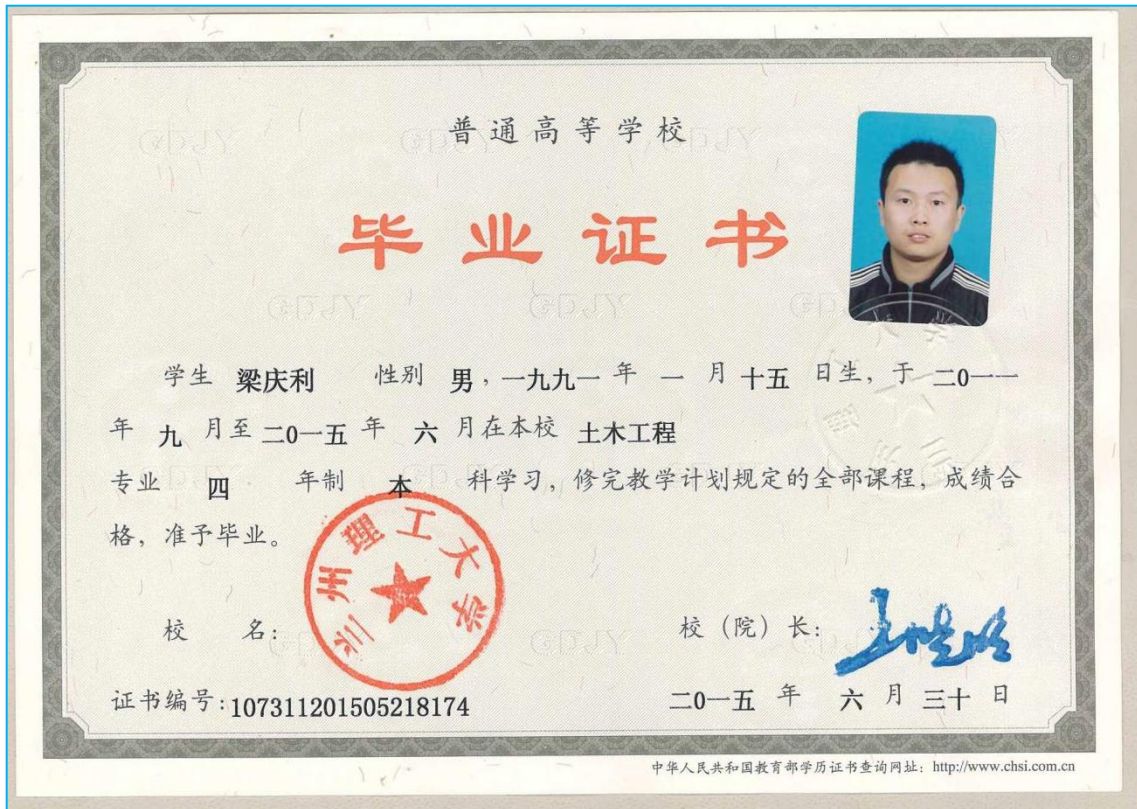 普通高等学校
毕业证书
学生 梁庆利 性别 男，一九九一 年 一 月 十五 日生，于 二0一一
年 九 月至 二0一五 年 六 月在本校 土木工程
专业 四 年制 本 科学习，修完教学计划规定的全部课程，成绩合
格，准予毕业。
兰州理工大学
校 名： 校（院）长：
证书编号：107311201505218174 二0一五 年 六 月 三十 日
中华人民共和国教育部学历证书查询网址：http://www.chsi.com.cn
GDJY
GDJY
GDJY
GDJY
GDJY
GDJY